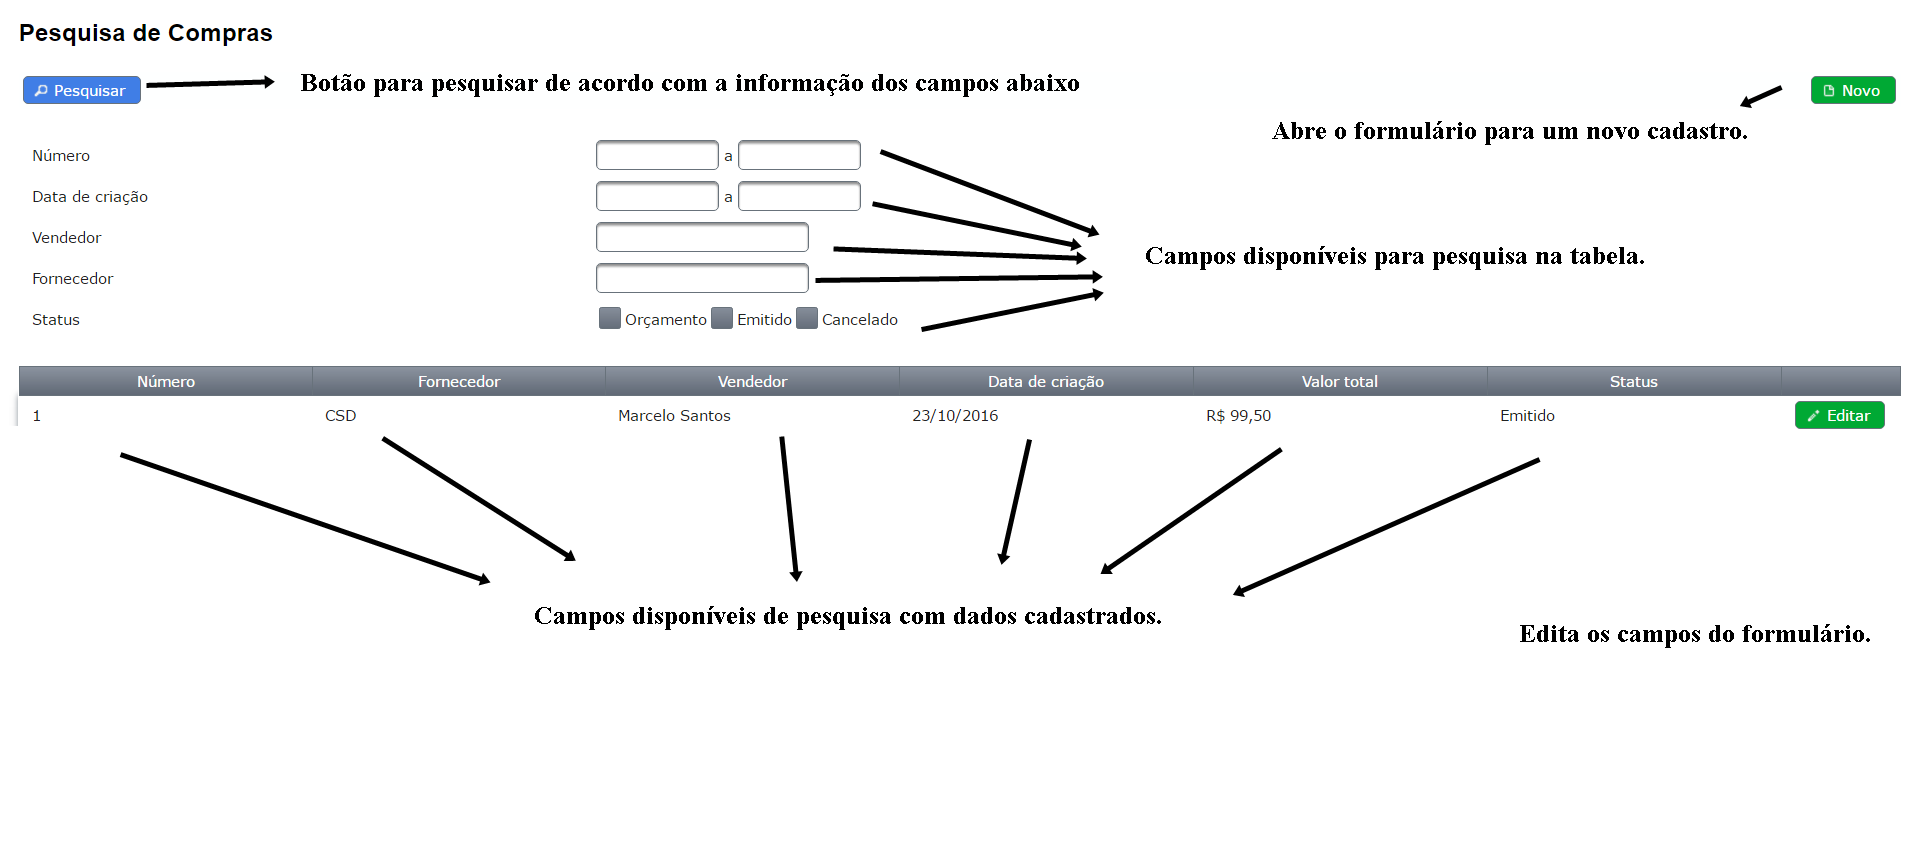 Pesquisa de Compras
Pesquisar
Botão para pesquisar de acordo com a informação dos campos abaixo
Novo
Abre o formulário para um novo cadastro.
Número a
Data de criação a
Vendedor
Campos disponíveis para pesquisa na tabela.
Fornecedor
Status Orçamento Emitido Cancelado
Número Fornecedor Vendedor Data de criação Valor total Status
1 CSD Marcelo Santos 23/10/2016 R$ 99,50 Emitido Editar
Campos disponíveis de pesquisa com dados cadastrados.
Edita os campos do formulário.